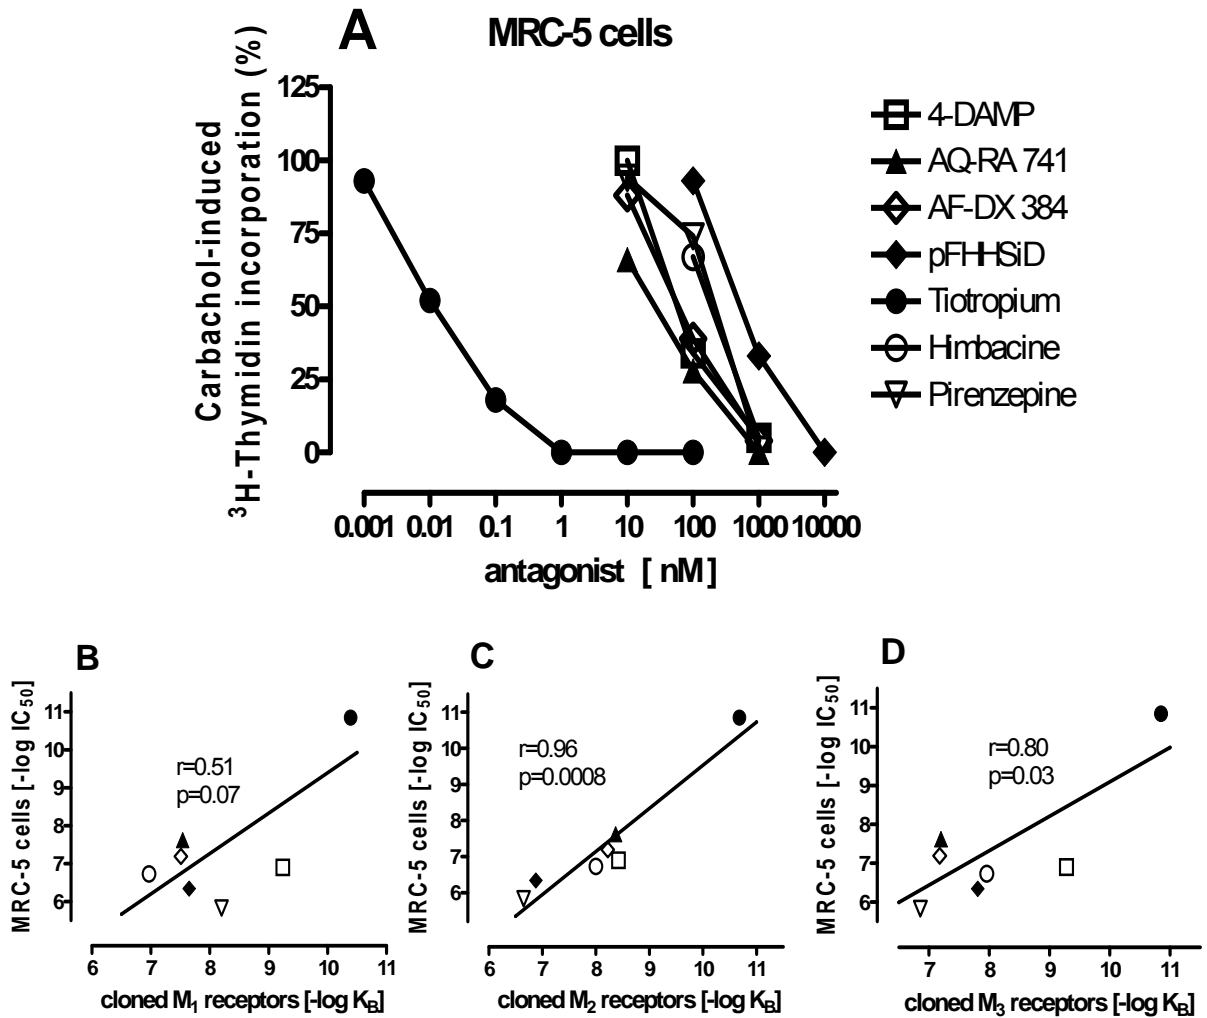 A MRC-5 cells
Carbachol-induced
³H-Thymidin incorporation (%)
125
100
75
50
25
0
0.001 0.01 0.1 1 10 100 1000 10000
antagonist [ nM]
4-DAMP
AQ-RA 741
AF-DX 384
pFHHSiD
Tiotropium
Himbacine
Pirenzepine
B
MRC-5 cells [-log IC₅₀]
11
10
9
8
7
6
r=0.51
p=0.07
6 7 8 9 10 11
cloned M₁ receptors [-log K_B]
C
MRC-5 cells [-log IC₅₀]
11
10
9
8
7
6
r=0.96
p=0.0008
6 7 8 9 10 11
cloned M₂ receptors [-log K_B]
D
MRC-5 cells [-log IC₅₀]
11
10
9
8
7
6
r=0.80
p=0.03
7 8 9 10 11
cloned M₃ receptors [-log K_B]